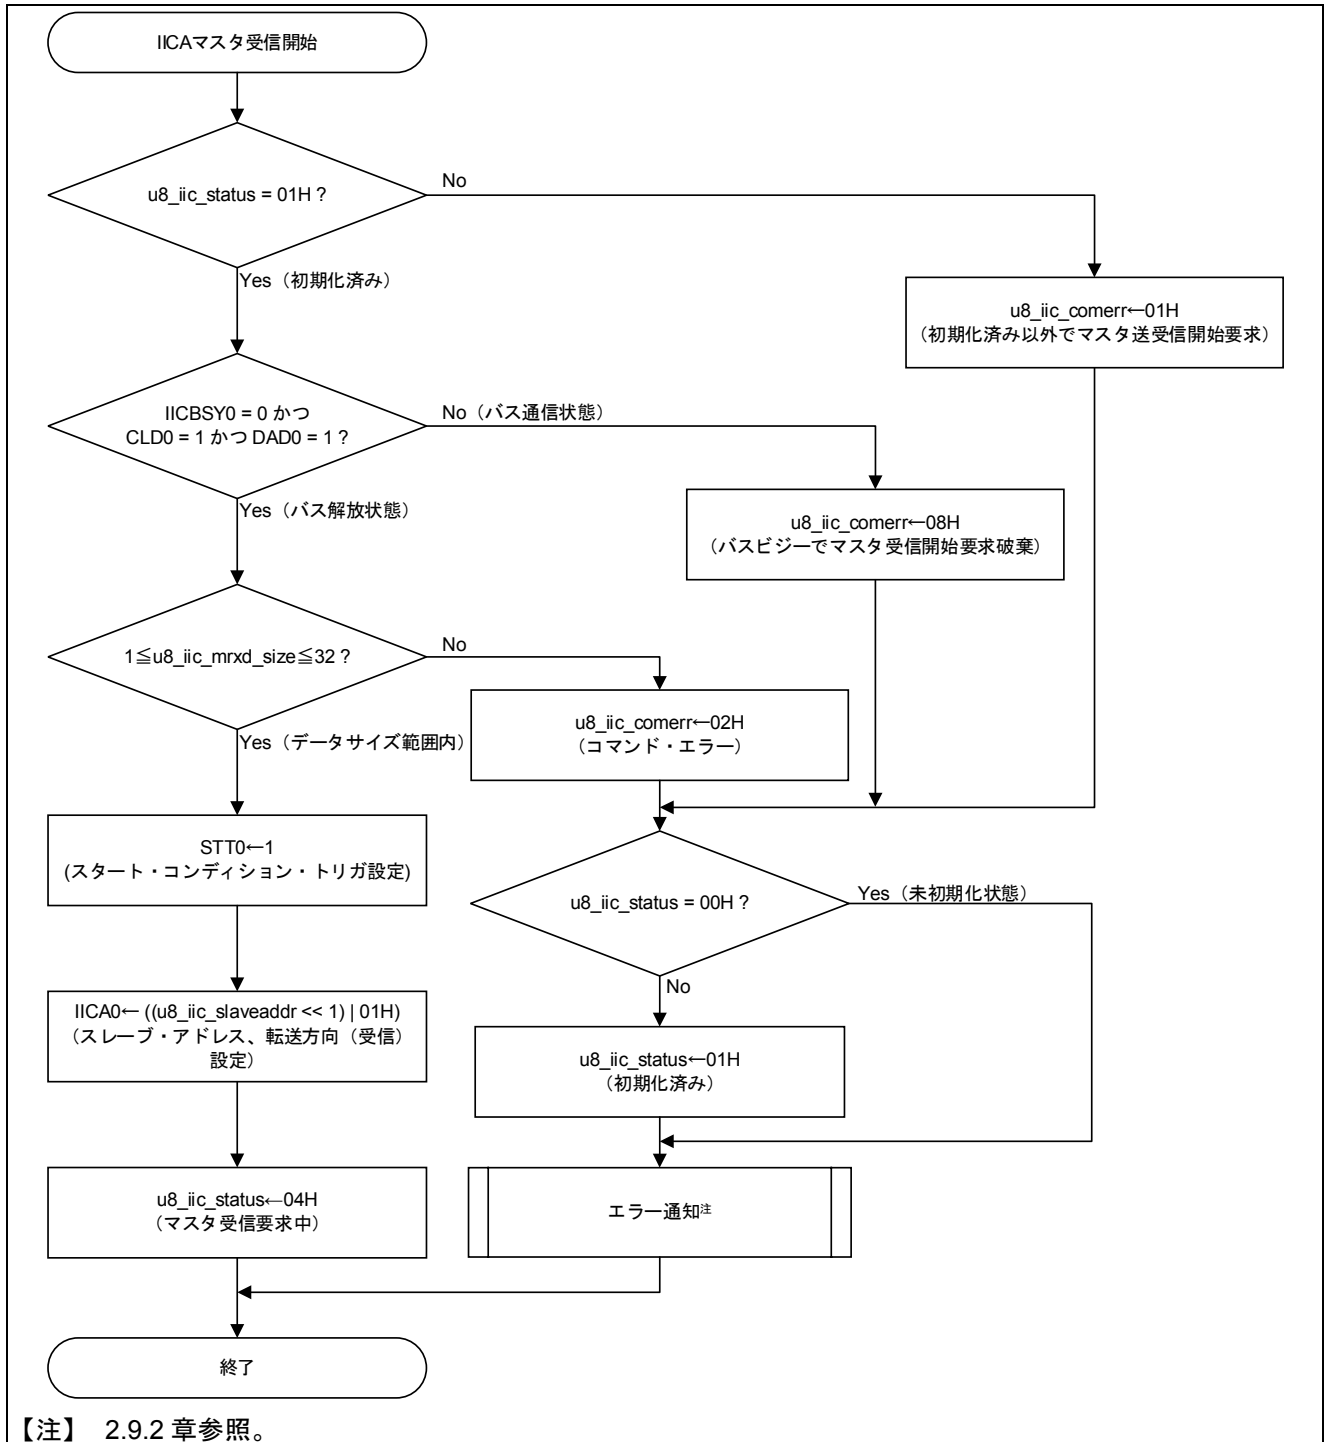 IICAマスタ受信開始
u8_iic_status = 01H ?
No
Yes（初期化済み）
u8_iic_comerr←01H
（初期化済み以外でマスタ送受信開始要求）
IICBSY0 = 0 かつ
CLD0 = 1 かつ DAD0 = 1 ?
No（バス通信状態）
Yes（バス解放状態）
u8_iic_comerr←08H
（バスビジーでマスタ受信開始要求破棄）
1≦u8_iic_mrxd_size≦32 ?
No
Yes（データサイズ範囲内）
u8_iic_comerr←02H
（コマンド・エラー）
STT0←1
(スタート・コンディション・トリガ設定)
u8_iic_status = 00H ?
Yes（未初期化状態）
No
IICA0← ((u8_iic_slaveaddr << 1) | 01H)
（スレーブ・アドレス、転送方向（受信）
設定）
u8_iic_status←01H
（初期化済み）
u8_iic_status←04H
（マスタ受信要求中）
エラー通知注
終了
【注】 2.9.2 章参照。